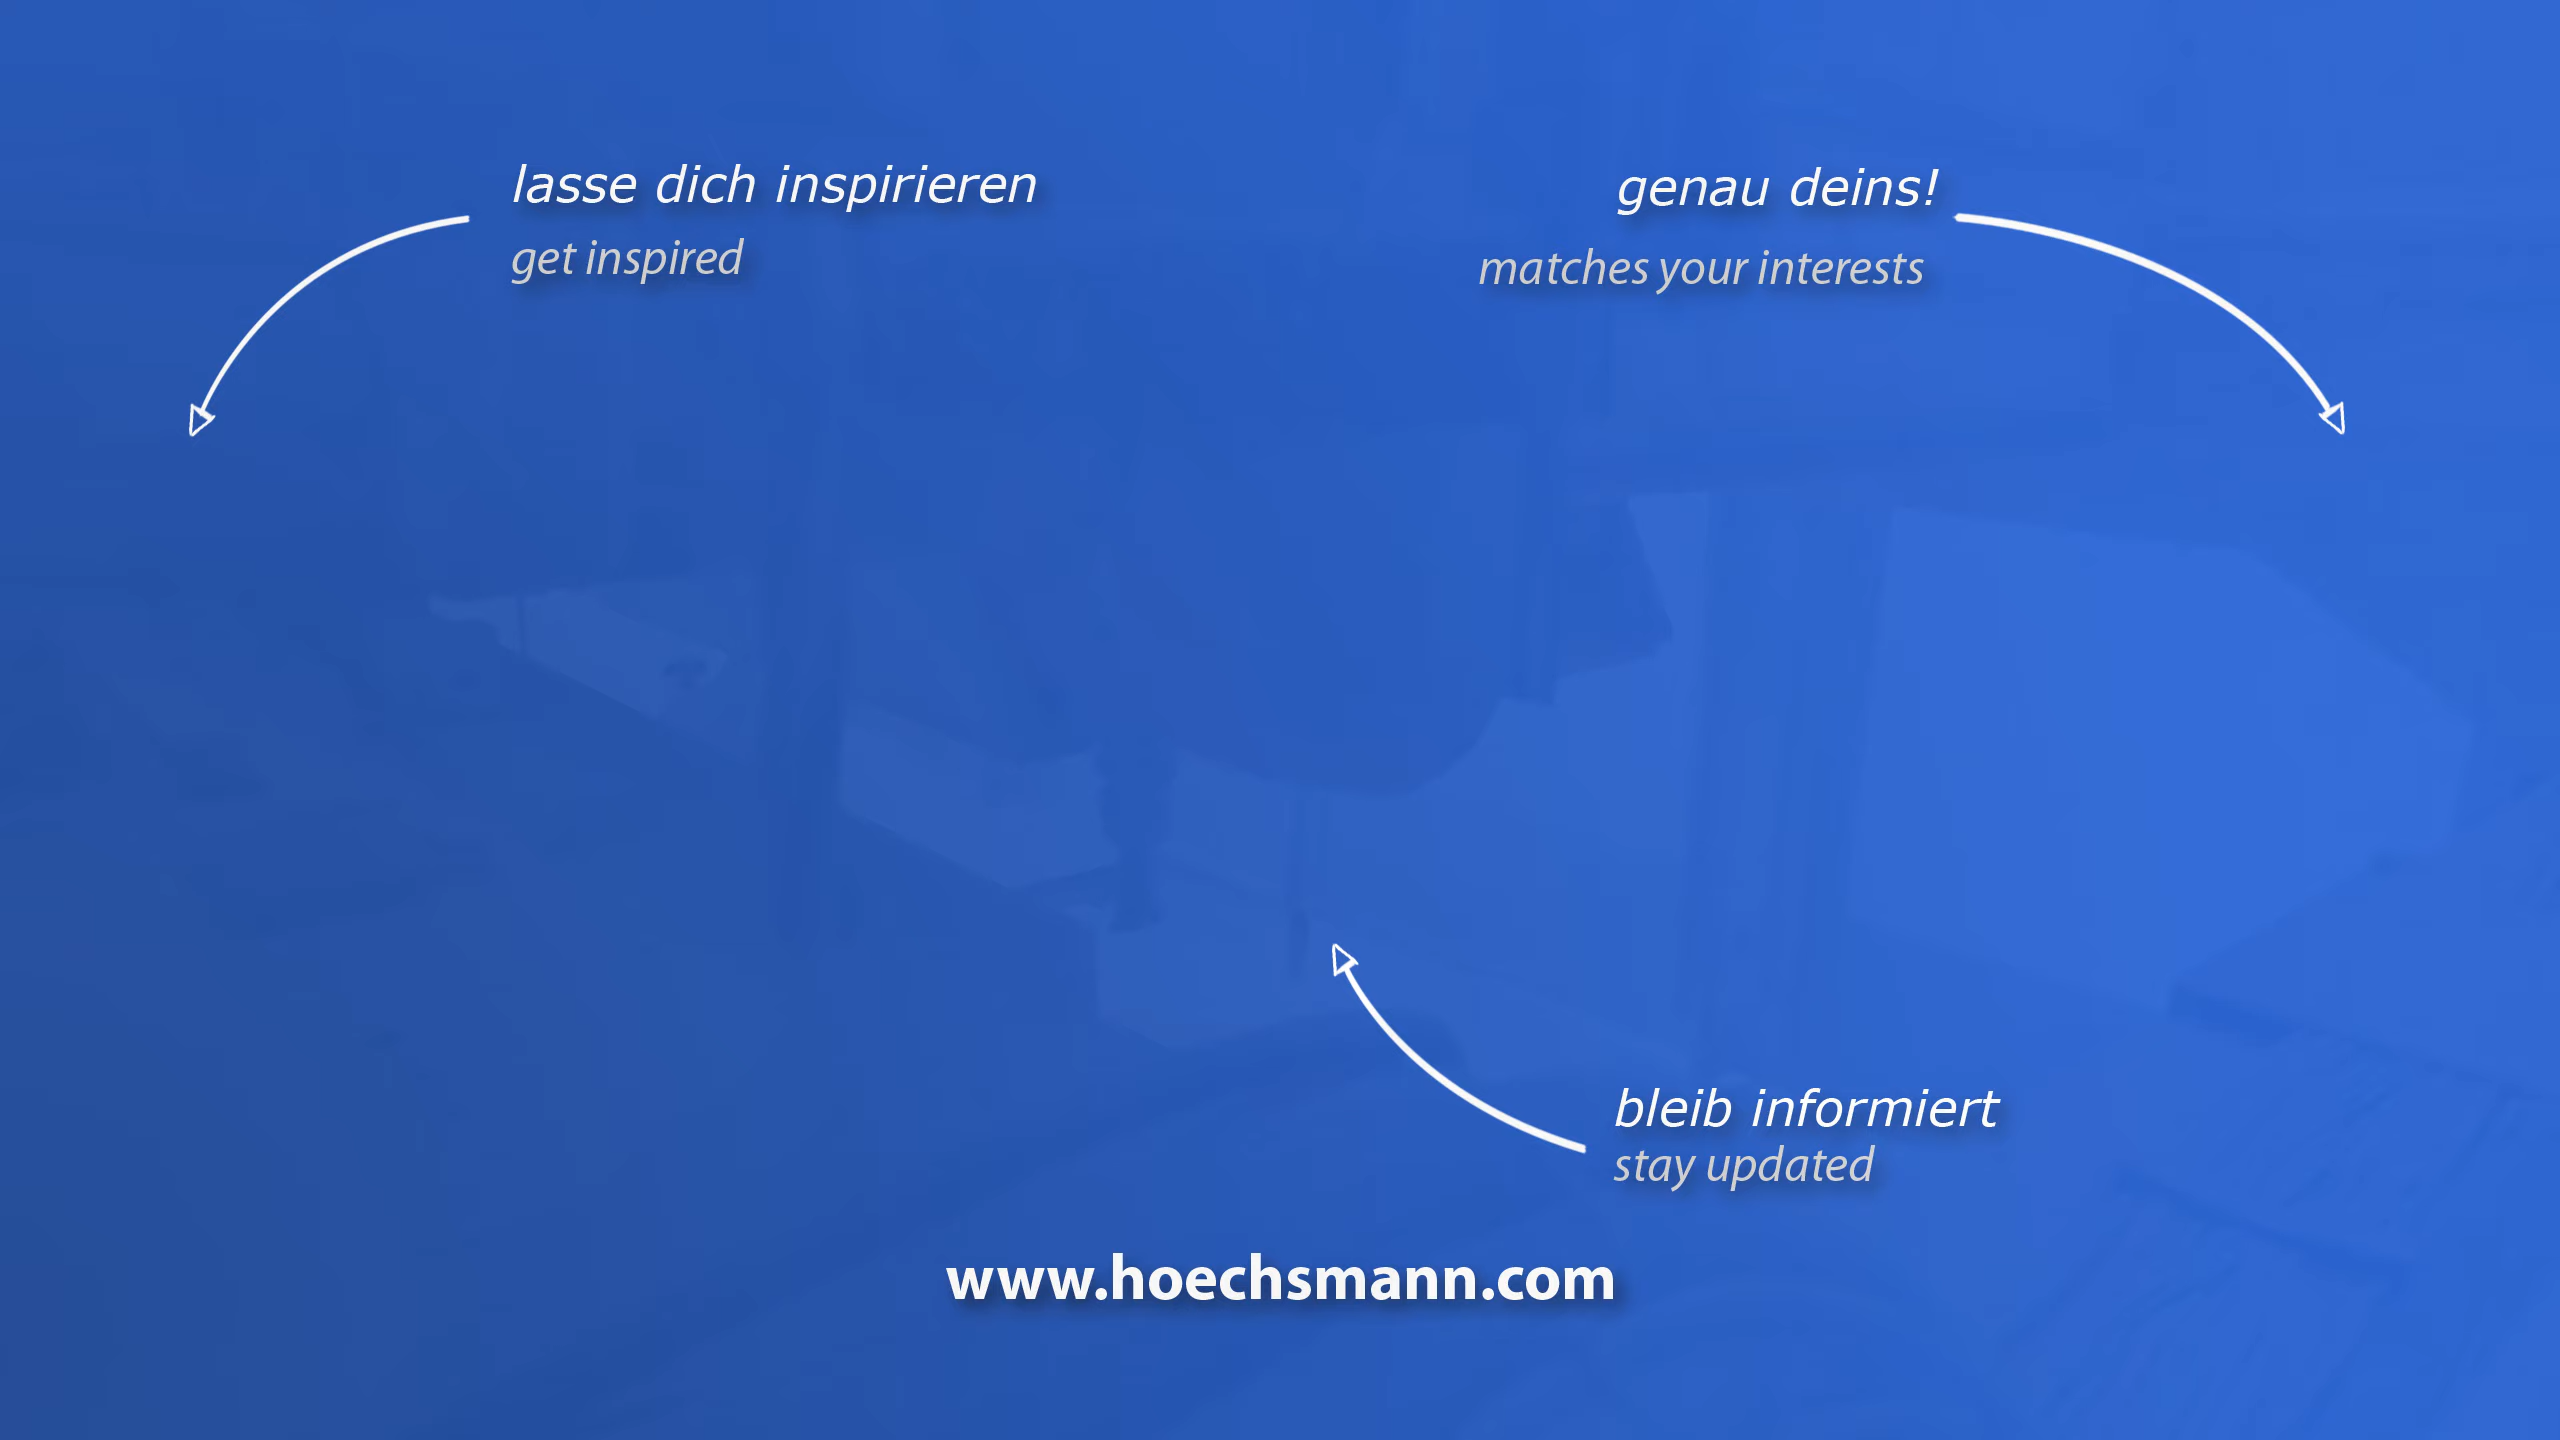 lasse dich inspirieren
get inspired
genau deins!
matches your interests
bleib informiert
stay updated
www.hoechsmann.com